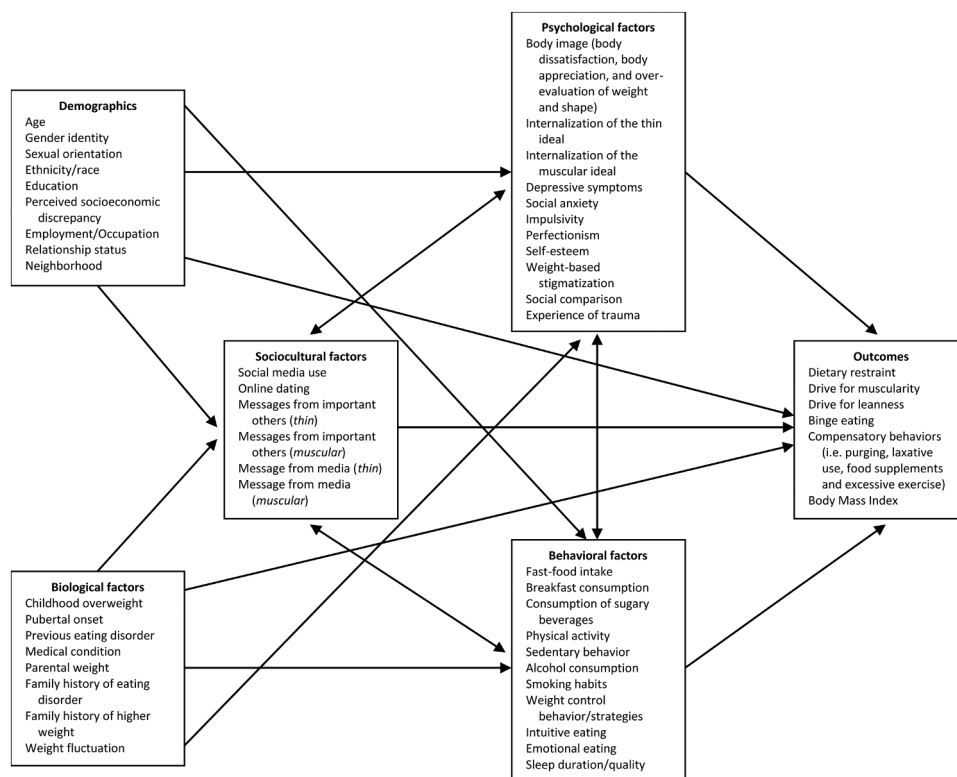 Psychological factors
Body image (body
dissatisfaction, body
appreciation, and over-
evaluation of weight
and shape)
Internalization of the thin
ideal
Internalization of the
muscular ideal
Depressive symptoms
Social anxiety
Impulsivity
Perfectionism
Self-esteem
Weight-based
stigmatization
Social comparison
Experience of trauma
Demographics
Age
Gender identity
Sexual orientation
Ethnicity/race
Education
Perceived socioeconomic
discrepancy
Employment/Occupation
Relationship status
Neighborhood
Sociocultural factors
Social media use
Online dating
Messages from important
others (thin)
Messages from important
others (muscular)
Message from media (thin)
Message from media
(muscular)
Outcomes
Dietary restraint
Drive for muscularity
Drive for leanness
Binge eating
Compensatory behaviors
(i.e. purging, laxative
use, food supplements
and excessive exercise)
Body Mass Index
Biological factors
Childhood overweight
Pubertal onset
Previous eating disorder
Medical condition
Parental weight
Family history of eating
disorder
Family history of higher
weight
Weight fluctuation
Behavioral factors
Fast-food intake
Breakfast consumption
Consumption of sugary
beverages
Physical activity
Sedentary behavior
Alcohol consumption
Smoking habits
Weight control
behavior/strategies
Intuitive eating
Emotional eating
Sleep duration/quality